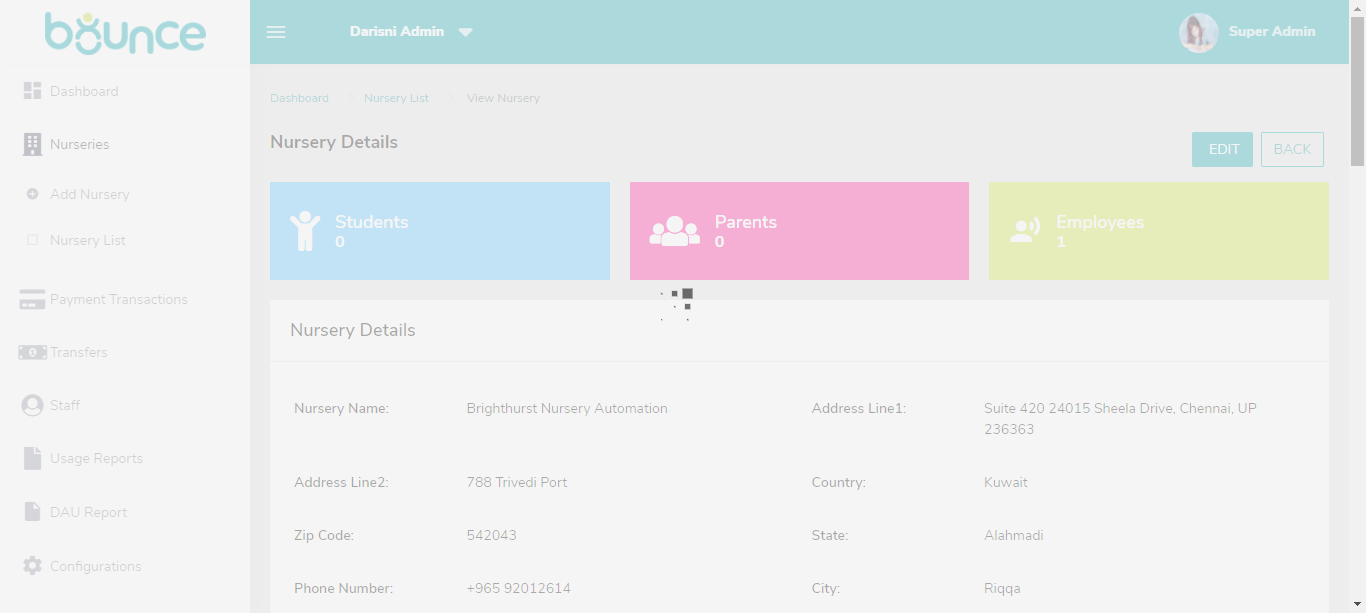 bounce
Darisni Admin
Super Admin
Dashboard
Nurseries
Add Nursery
Nursery List
Payment Transactions
Transfers
Staff
Usage Reports
DAU Report
Configurations
Dashboard Nursery List View Nursery
Nursery Details
EDIT BACK
Students
0
Parents
0
Employees
1
Nursery Details
Nursery Name: Brighthurst Nursery Automation
Address Line1: Suite 420 24015 Sheela Drive, Chennai, UP
236363
Address Line2: 788 Trivedi Port
Country: Kuwait
Zip Code: 542043
State: Alahmadi
Phone Number: +965 92012614
City: Riqqa